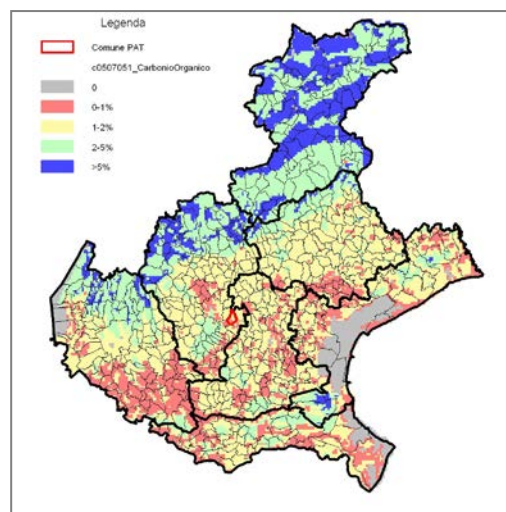 Legenda
Comune PAT
c0507051_CarbonioOrganico
0
0-1%
1-2%
2-5%
>5%